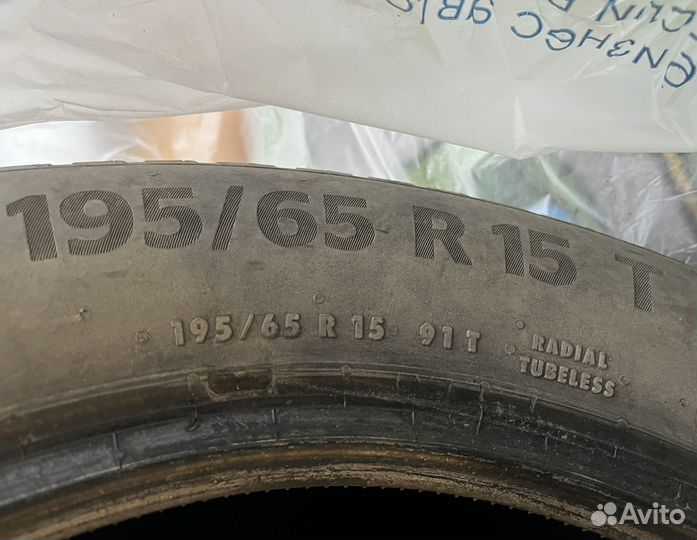 195/65 R 15 T
195/65 R 15 91 T
RADIAL
TUBELESS
Avito